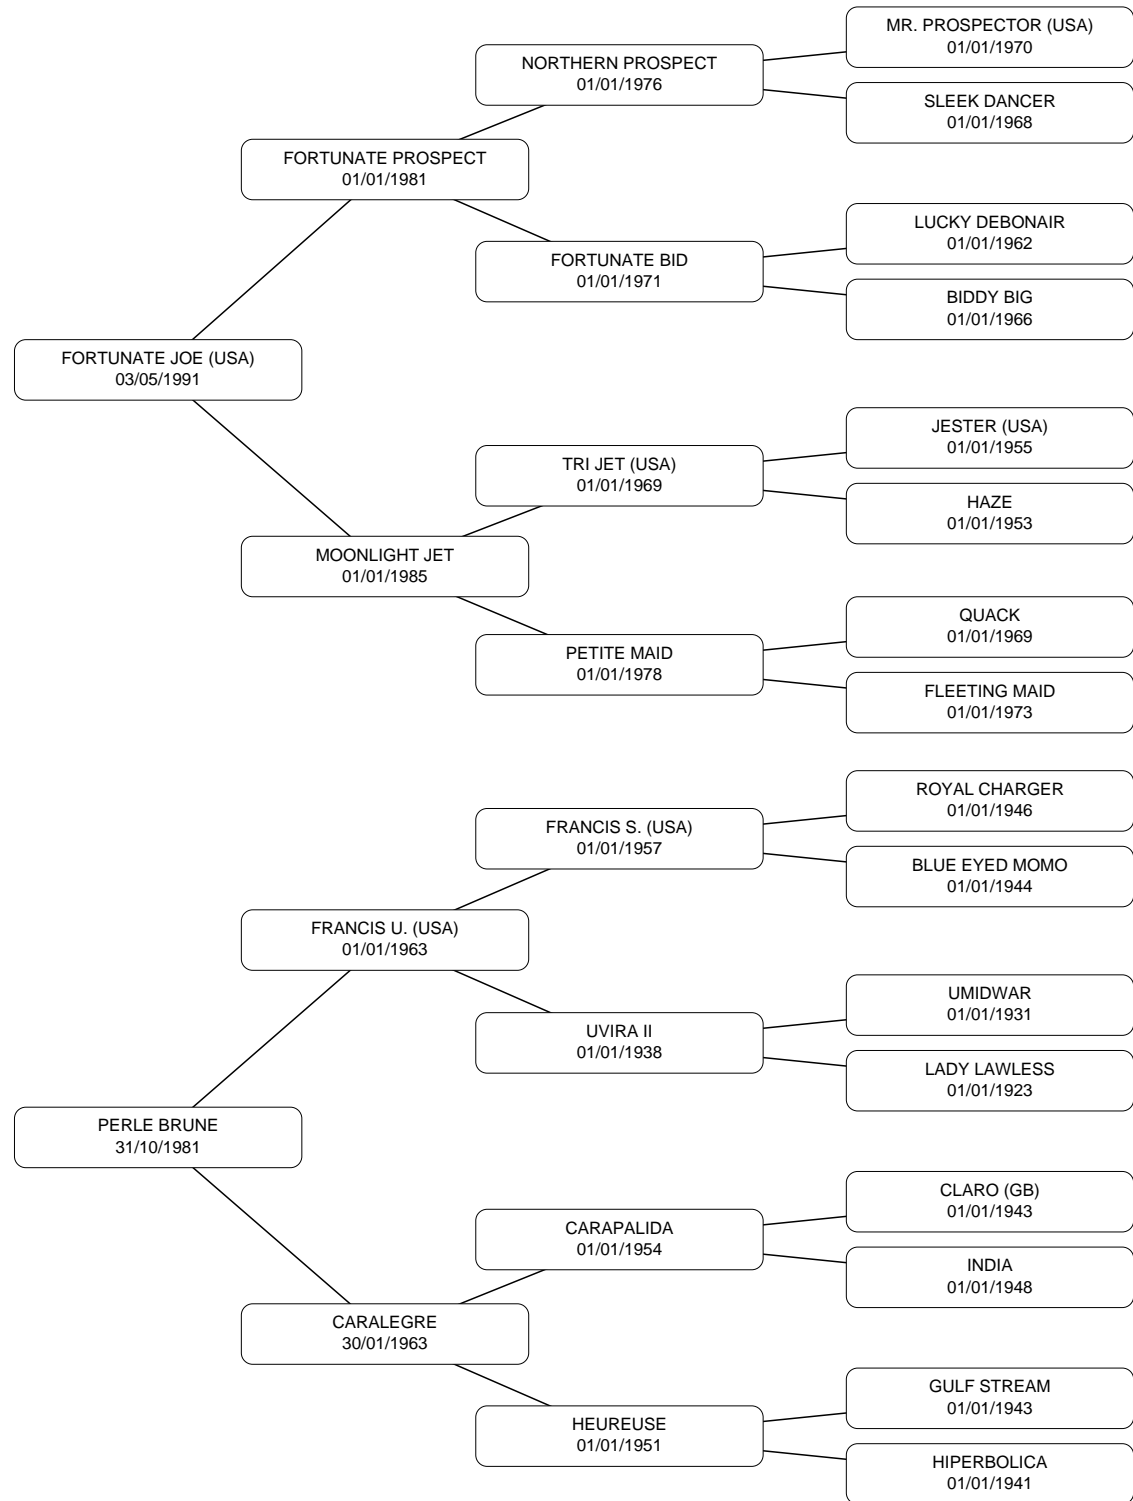 MR. PROSPECTOR (USA)
01/01/1970
NORTHERN PROSPECT
01/01/1976
SLEEK DANCER
01/01/1968
FORTUNATE PROSPECT
01/01/1981
LUCKY DEBONAIR
01/01/1962
FORTUNATE BID
01/01/1971
BIDDY BIG
01/01/1966
FORTUNATE JOE (USA)
03/05/1991
JESTER (USA)
01/01/1955
TRI JET (USA)
01/01/1969
HAZE
01/01/1953
MOONLIGHT JET
01/01/1985
QUACK
01/01/1969
PETITE MAID
01/01/1978
FLEETING MAID
01/01/1973
ROYAL CHARGER
01/01/1946
FRANCIS S. (USA)
01/01/1957
BLUE EYED MOMO
01/01/1944
FRANCIS U. (USA)
01/01/1963
UMIDWAR
01/01/1931
UVIRA II
01/01/1938
LADY LAWLESS
01/01/1923
PERLE BRUNE
31/10/1981
CLARO (GB)
01/01/1943
CARAPALIDA
01/01/1954
INDIA
01/01/1948
CARALEGRE
30/01/1963
GULF STREAM
01/01/1943
HEUREUSE
01/01/1951
HIPERBOLICA
01/01/1941